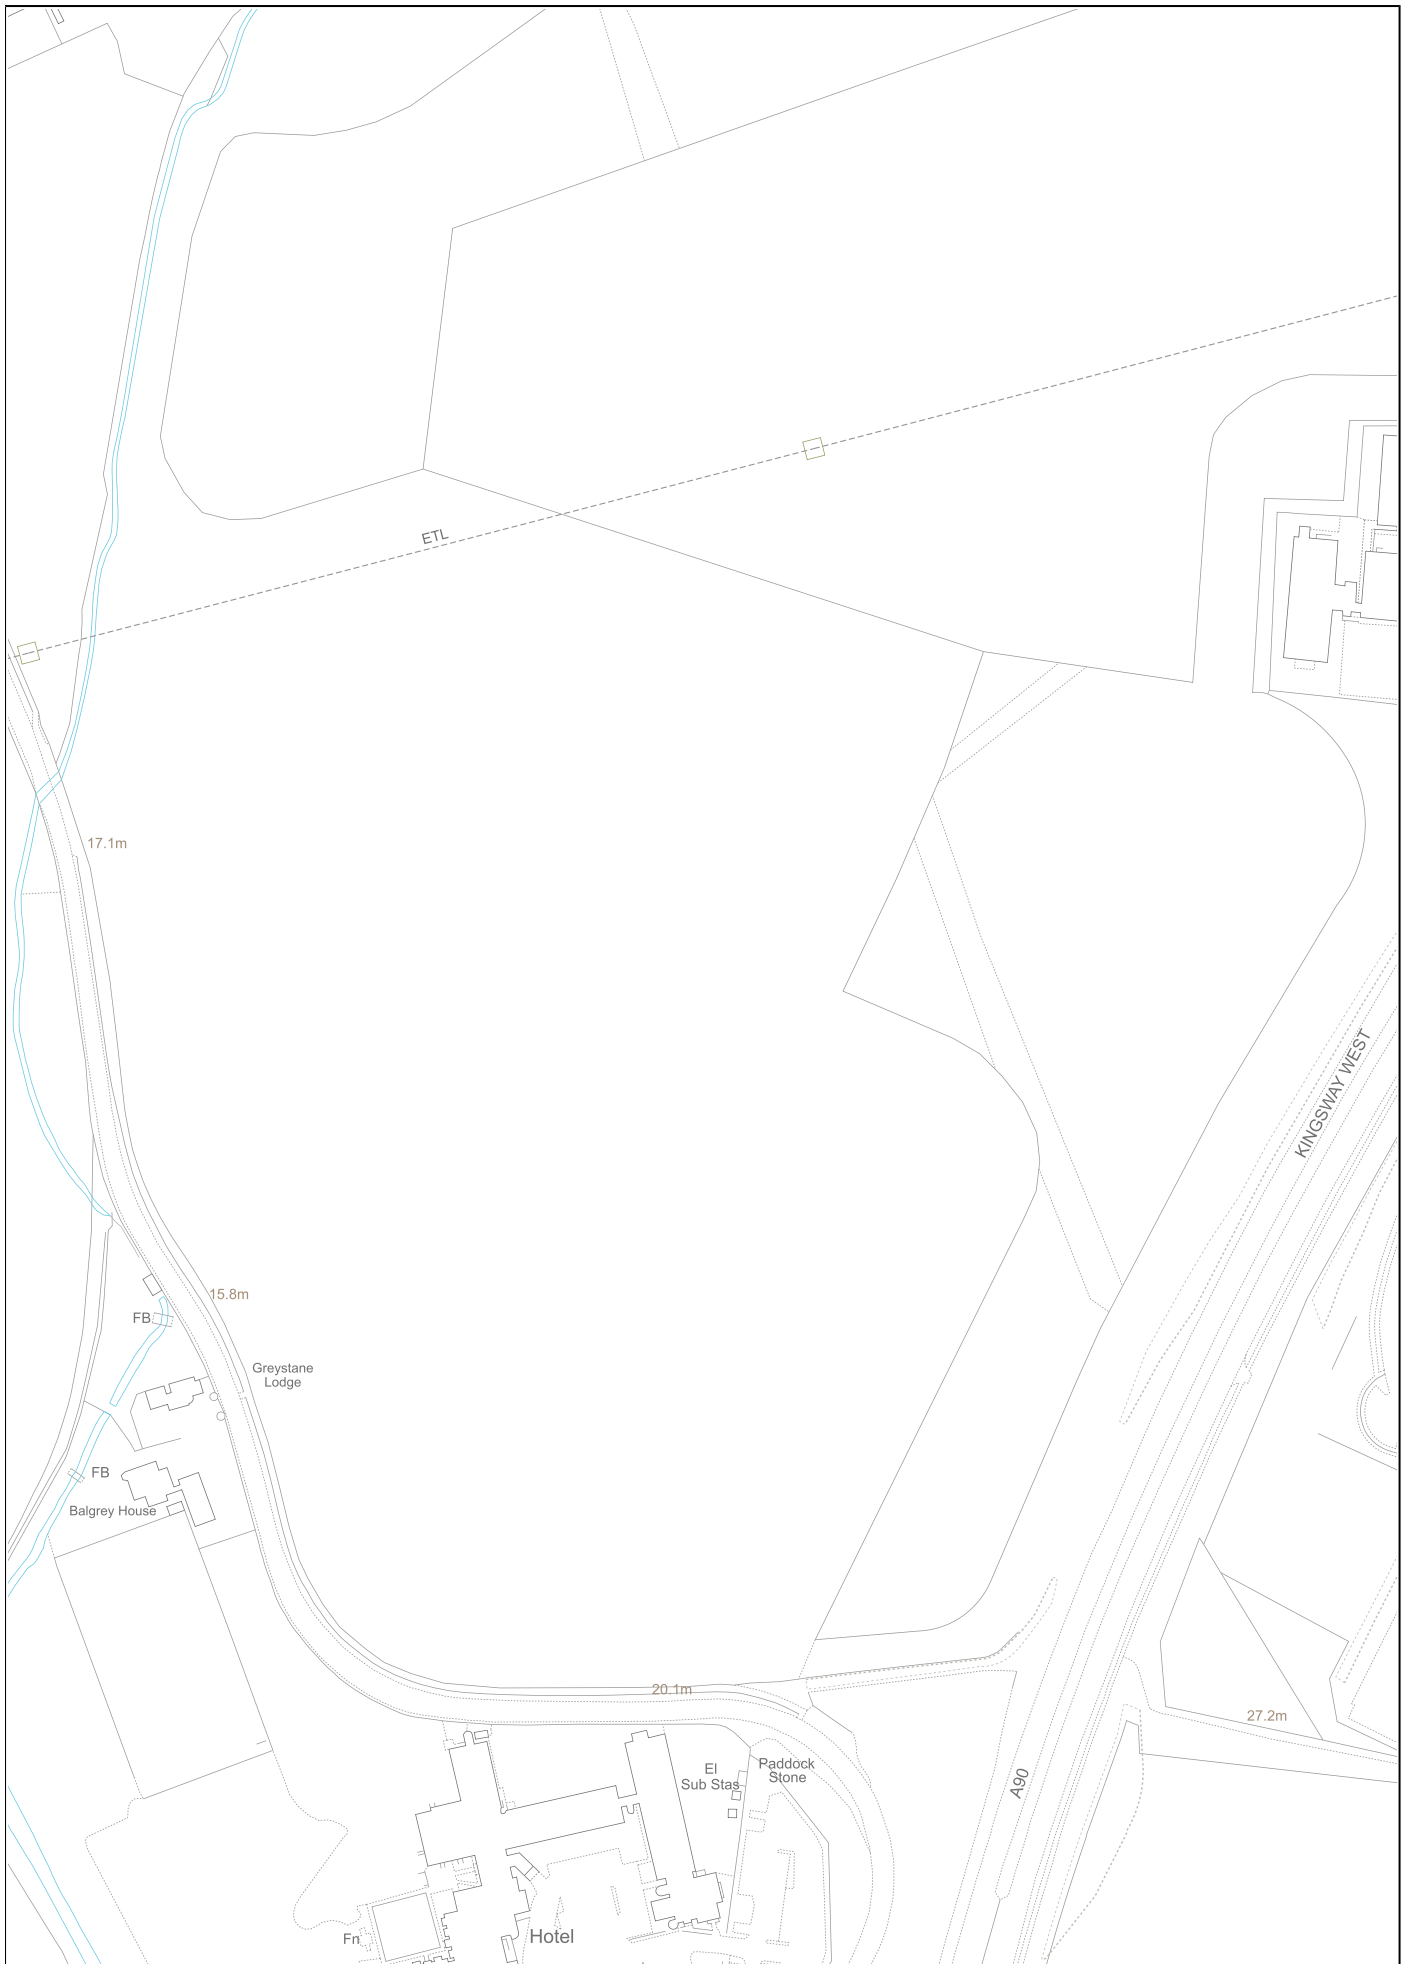 ETL
17.1m
KINGSWAY WEST
15.8m
FB
Greystane
Lodge
FB
Balgrey House
20.1m
27.2m
El
Sub Stas
Paddock
Stone
A90
Fn
Hotel